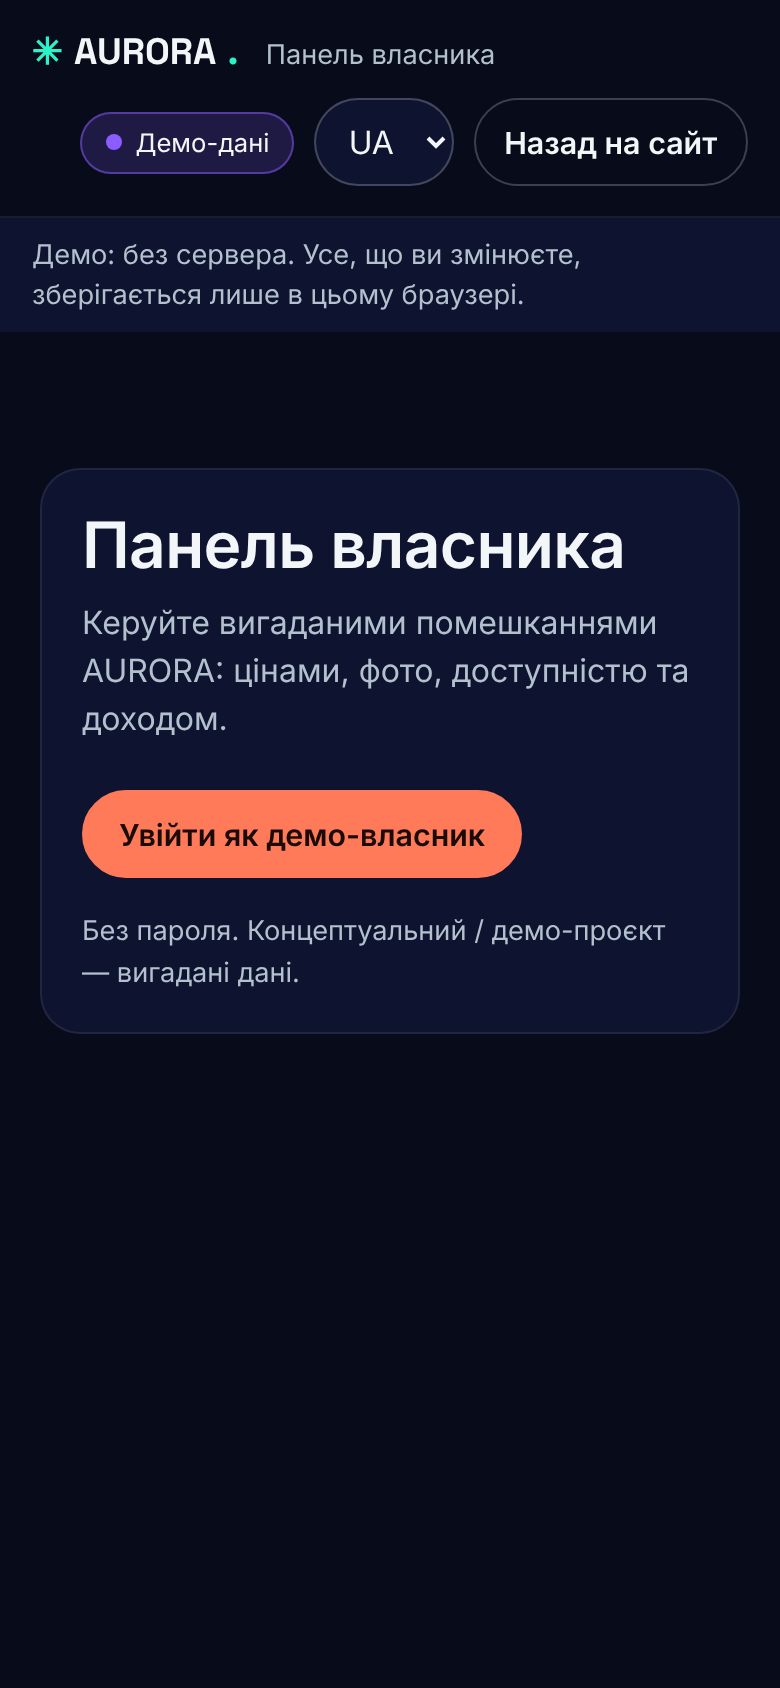 AURORA . Панель власника
Демо-дані UA Назад на сайт
Демо: без сервера. Усе, що ви змінюєте,
зберігається лише в цьому браузері.
Панель власника
Керуйте вигаданими помешканнями
AURORA: цінами, фото, доступністю та
доходом.
Увійти як демо-власник
Без пароля. Концептуальний / демо-проєкт
— вигадані дані.